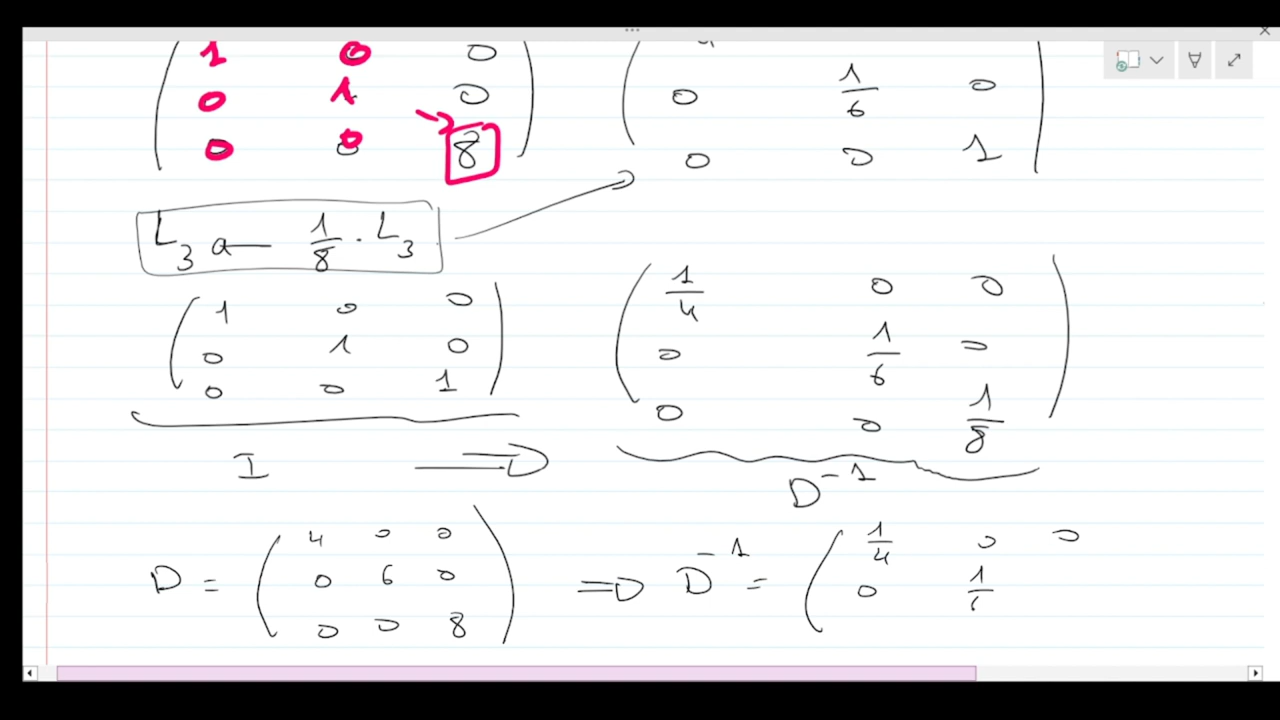 1 0 0
0 1 0 0 1/6 0
0 0 8 0 0 1
L₃ ← 1/8 · L₃
1 0 0 1/4 0 0
0 1 0 0 1/6 0
0 0 1 0 0 1/8
I ⟹ D⁻¹
4 0 0 1/4 0 0
D = 0 6 0 ⟹ D⁻¹ = 0 1/6
0 0 8